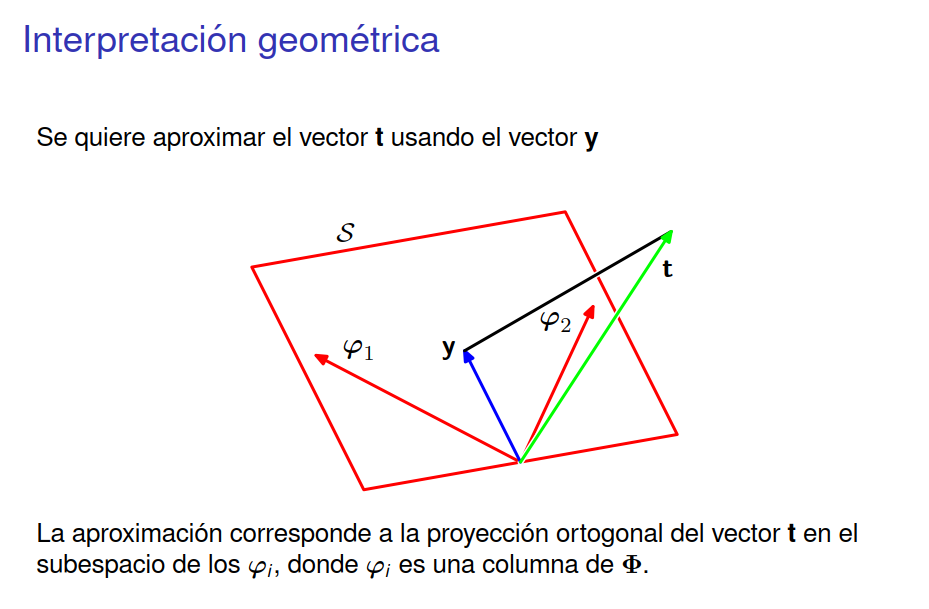 Interpretación geométrica
Se quiere aproximar el vector t usando el vector y
𝒮
t
φ₂
y
φ₁
La aproximación corresponde a la proyección ortogonal del vector t en el
subespacio de los φᵢ, donde φᵢ es una columna de Φ.